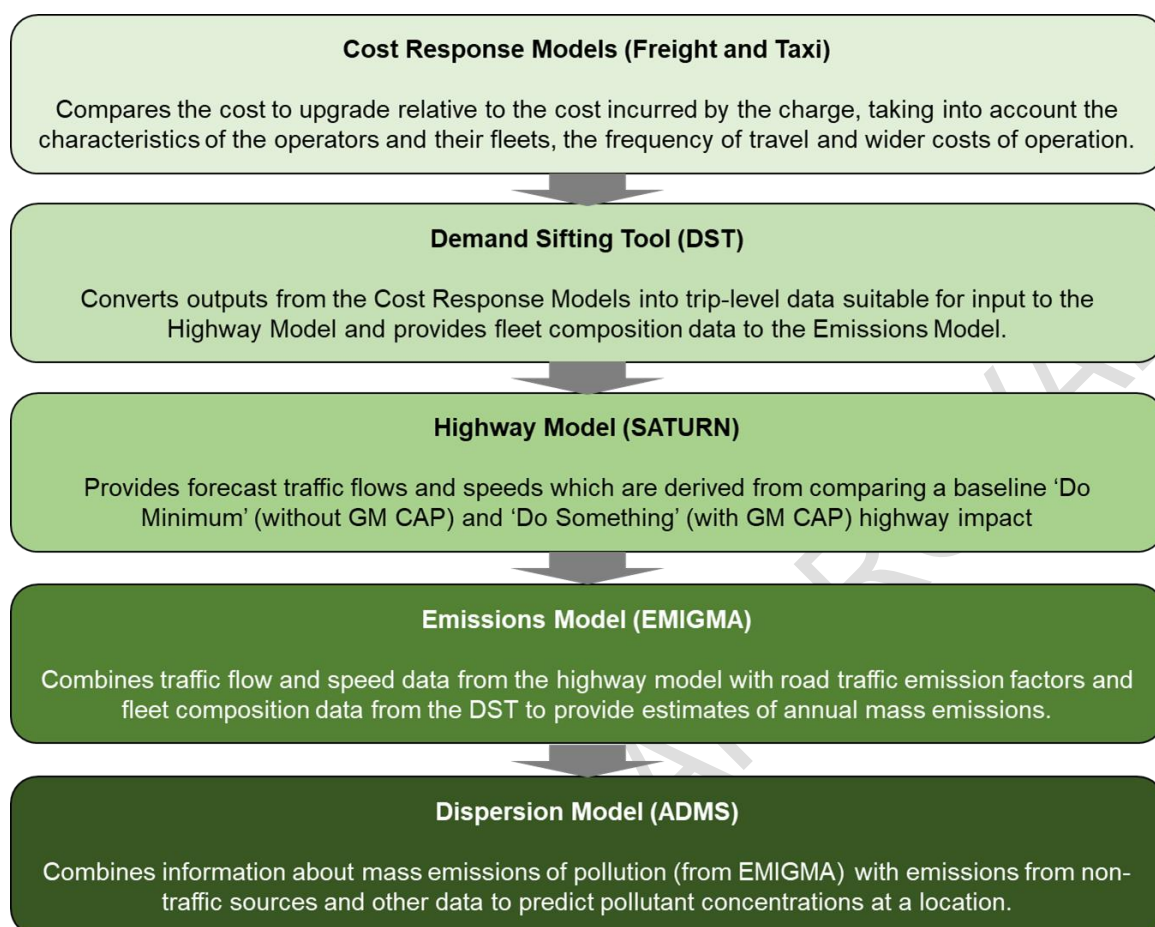 Cost Response Models (Freight and Taxi)
Compares the cost to upgrade relative to the cost incurred by the charge, taking into account the
characteristics of the operators and their fleets, the frequency of travel and wider costs of operation.
Demand Sifting Tool (DST)
Converts outputs from the Cost Response Models into trip-level data suitable for input to the
Highway Model and provides fleet composition data to the Emissions Model.
Highway Model (SATURN)
Provides forecast traffic flows and speeds which are derived from comparing a baseline ‘Do
Minimum’ (without GM CAP) and ‘Do Something’ (with GM CAP) highway impact
Emissions Model (EMIGMA)
Combines traffic flow and speed data from the highway model with road traffic emission factors and
fleet composition data from the DST to provide estimates of annual mass emissions.
Dispersion Model (ADMS)
Combines information about mass emissions of pollution (from EMIGMA) with emissions from non-
traffic sources and other data to predict pollutant concentrations at a location.